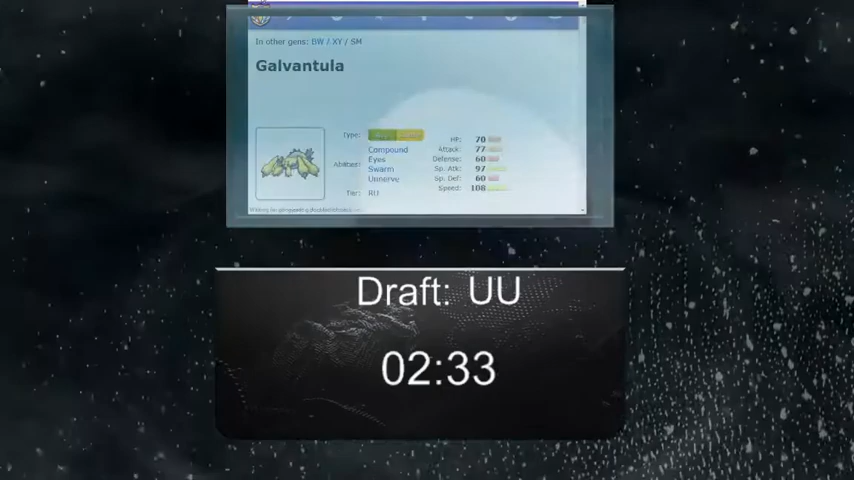 In other gens: BW / XY / SM
Galvantula
Type:
HP: 70
Compound Attack: 77
Eyes Defense: 60
Abilities: Swarm Sp. Atk: 97
Unnerve Sp. Def: 60
Speed: 108
Tier: RU
Draft: UU
02:33